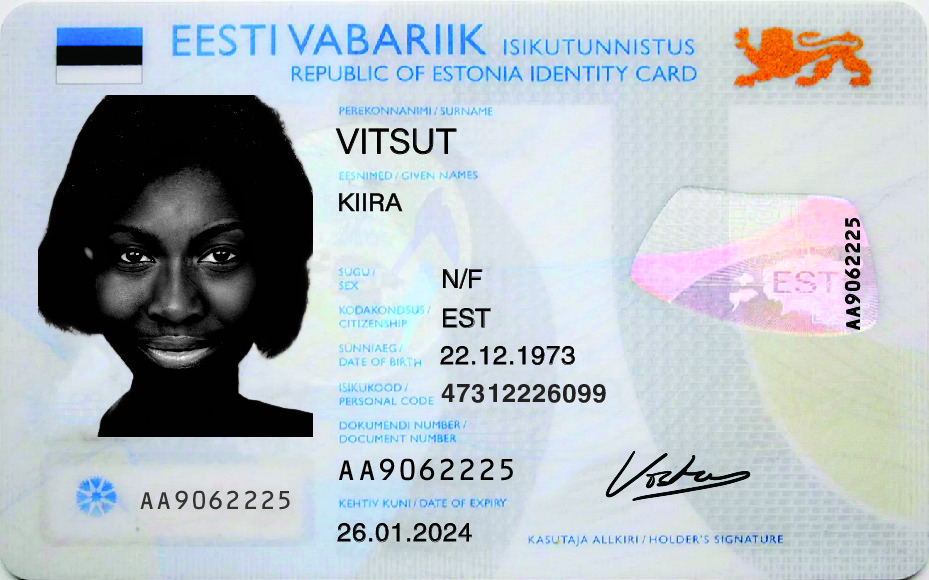 EESTI VABARIIK ISIKUTUNNISTUS
REPUBLIC OF ESTONIA IDENTITY CARD
PEREKONNANIMI / SURNAME
VITSUT
EESNIMED / GIVEN NAMES
KIIRA
SUGU / SEX N/F
KODAKONDSUS / CITIZENSHIP EST
SÜNNIAEG / DATE OF BIRTH 22.12.1973
ISIKUKOOD / PERSONAL CODE 47312226099
DOKUMENDI NUMBER / DOCUMENT NUMBER
AA9062225
AA9062225
KEHTIV KUNI / DATE OF EXPIRY
26.01.2024
KASUTAJA ALLKIRI / HOLDER'S SIGNATURE
EST
AA9062225